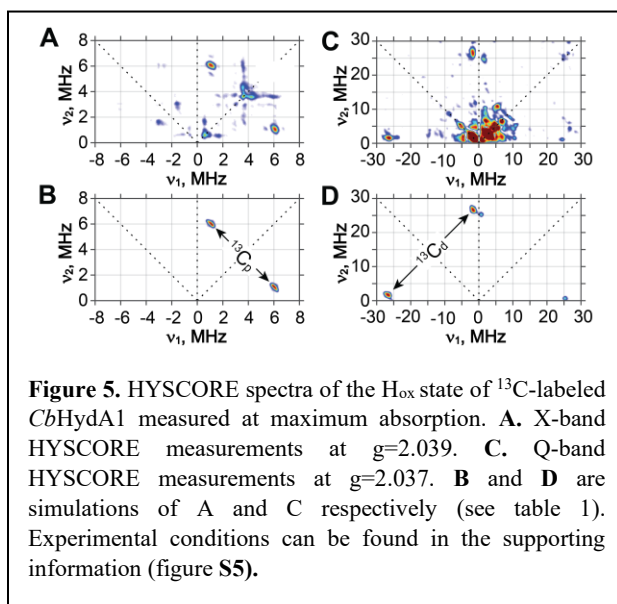 A
C
8
6
4
2
0
ν2, MHz
-8 -6 -4 -2 0 2 4 6 8
ν1, MHz
30
20
10
0
ν2, MHz
-30 -20 -10 0 10 20 30
ν1, MHz
B
D
8
6
4
2
0
ν2, MHz
13Cp
-8 -6 -4 -2 0 2 4 6 8
ν1, MHz
30
20
10
0
ν2, MHz
13Cd
-30 -20 -10 0 10 20 30
ν1, MHz
Figure 5. HYSCORE spectra of the Hox state of 13C-labeled
CbHydA1 measured at maximum absorption. A. X-band
HYSCORE measurements at g=2.039. C. Q-band
HYSCORE measurements at g=2.037. B and D are
simulations of A and C respectively (see table 1).
Experimental conditions can be found in the supporting
information (figure S5).